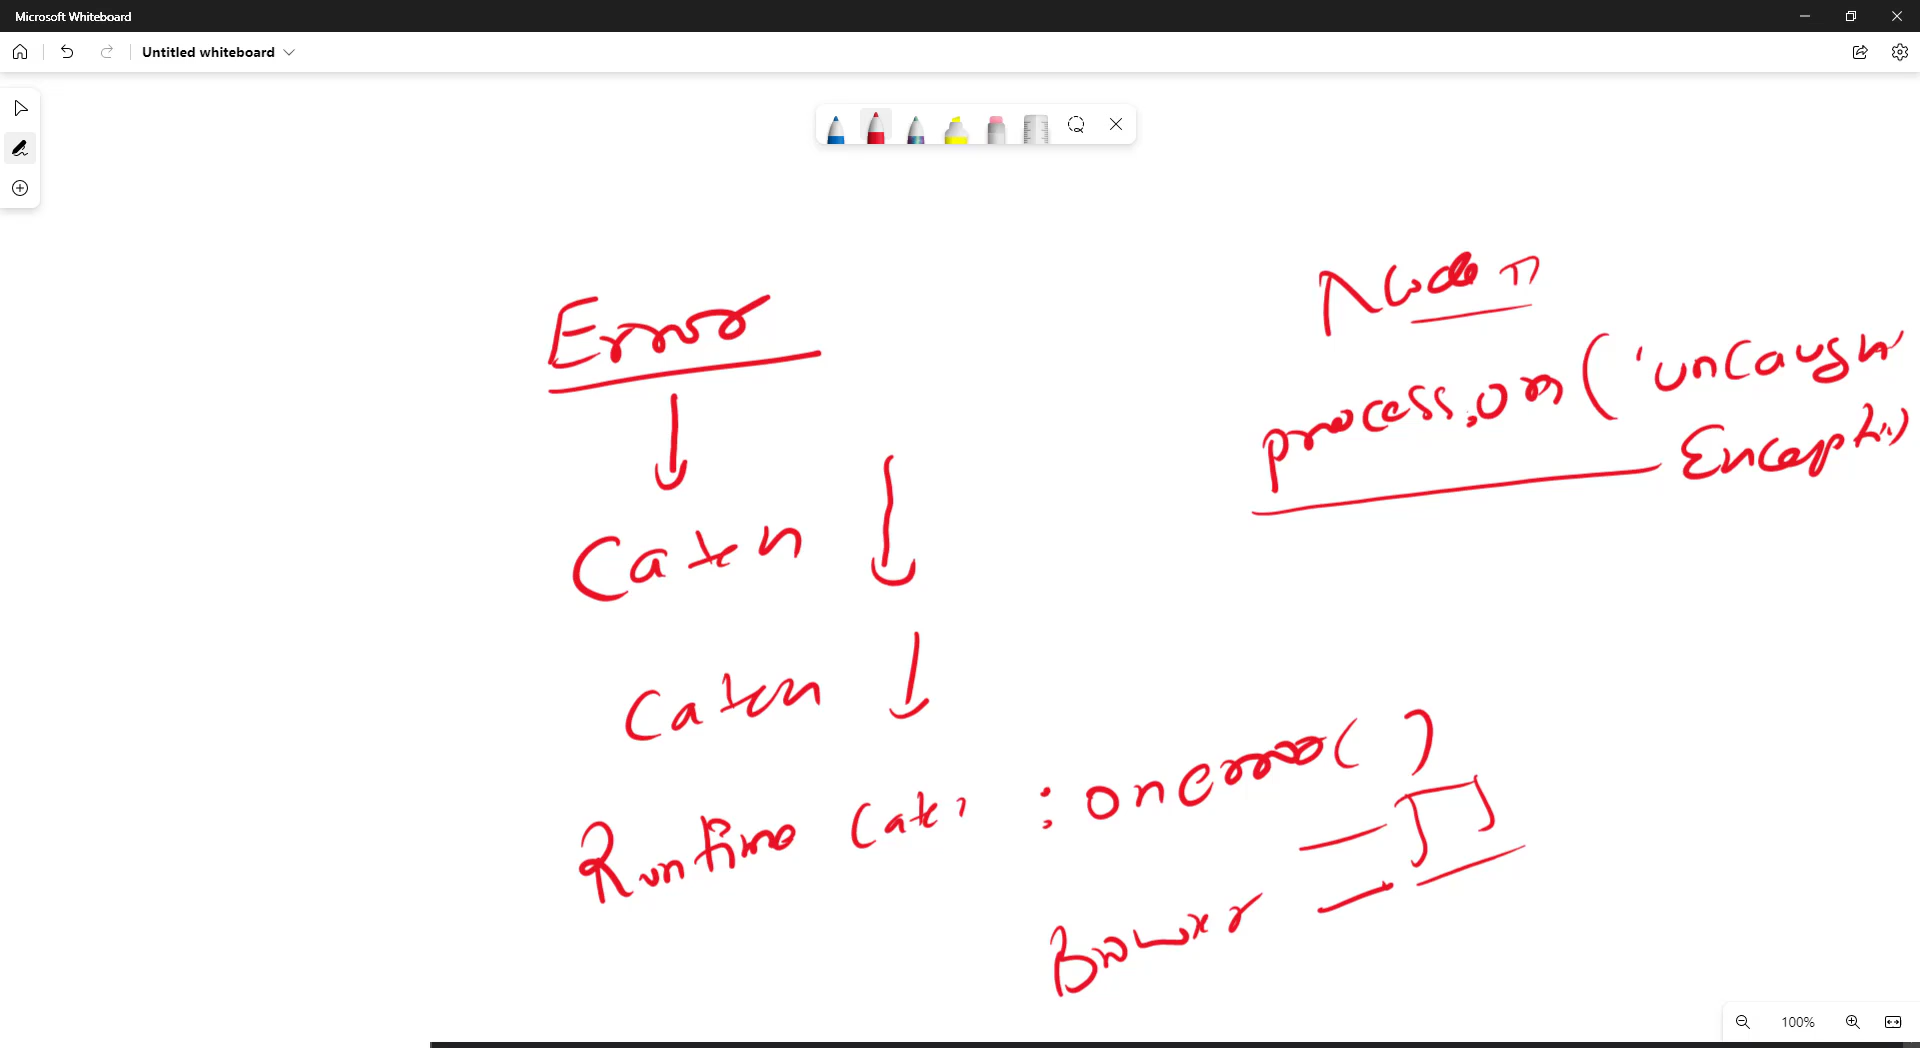 Microsoft Whiteboard
Untitled whiteboard
Error
Catch
Catch
Runtime Catch : onerror( )
Browser
Node
process.on( 'uncaught
Exception
100%